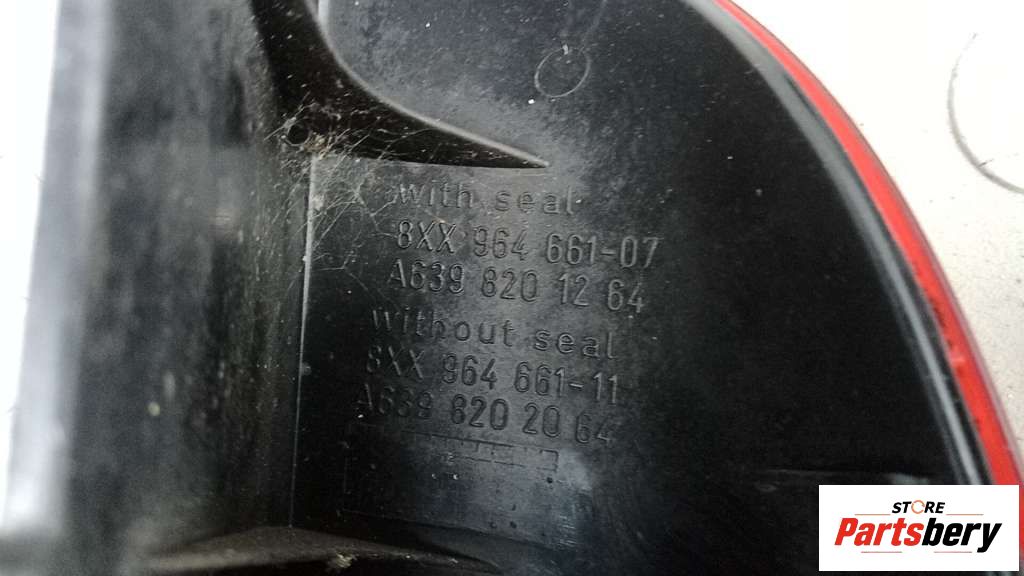 with seal
8XX 964 661-07
A639 820 12 64
without seal
8XX 964 661-11
A639 820 20 64
STORE
Partsbery